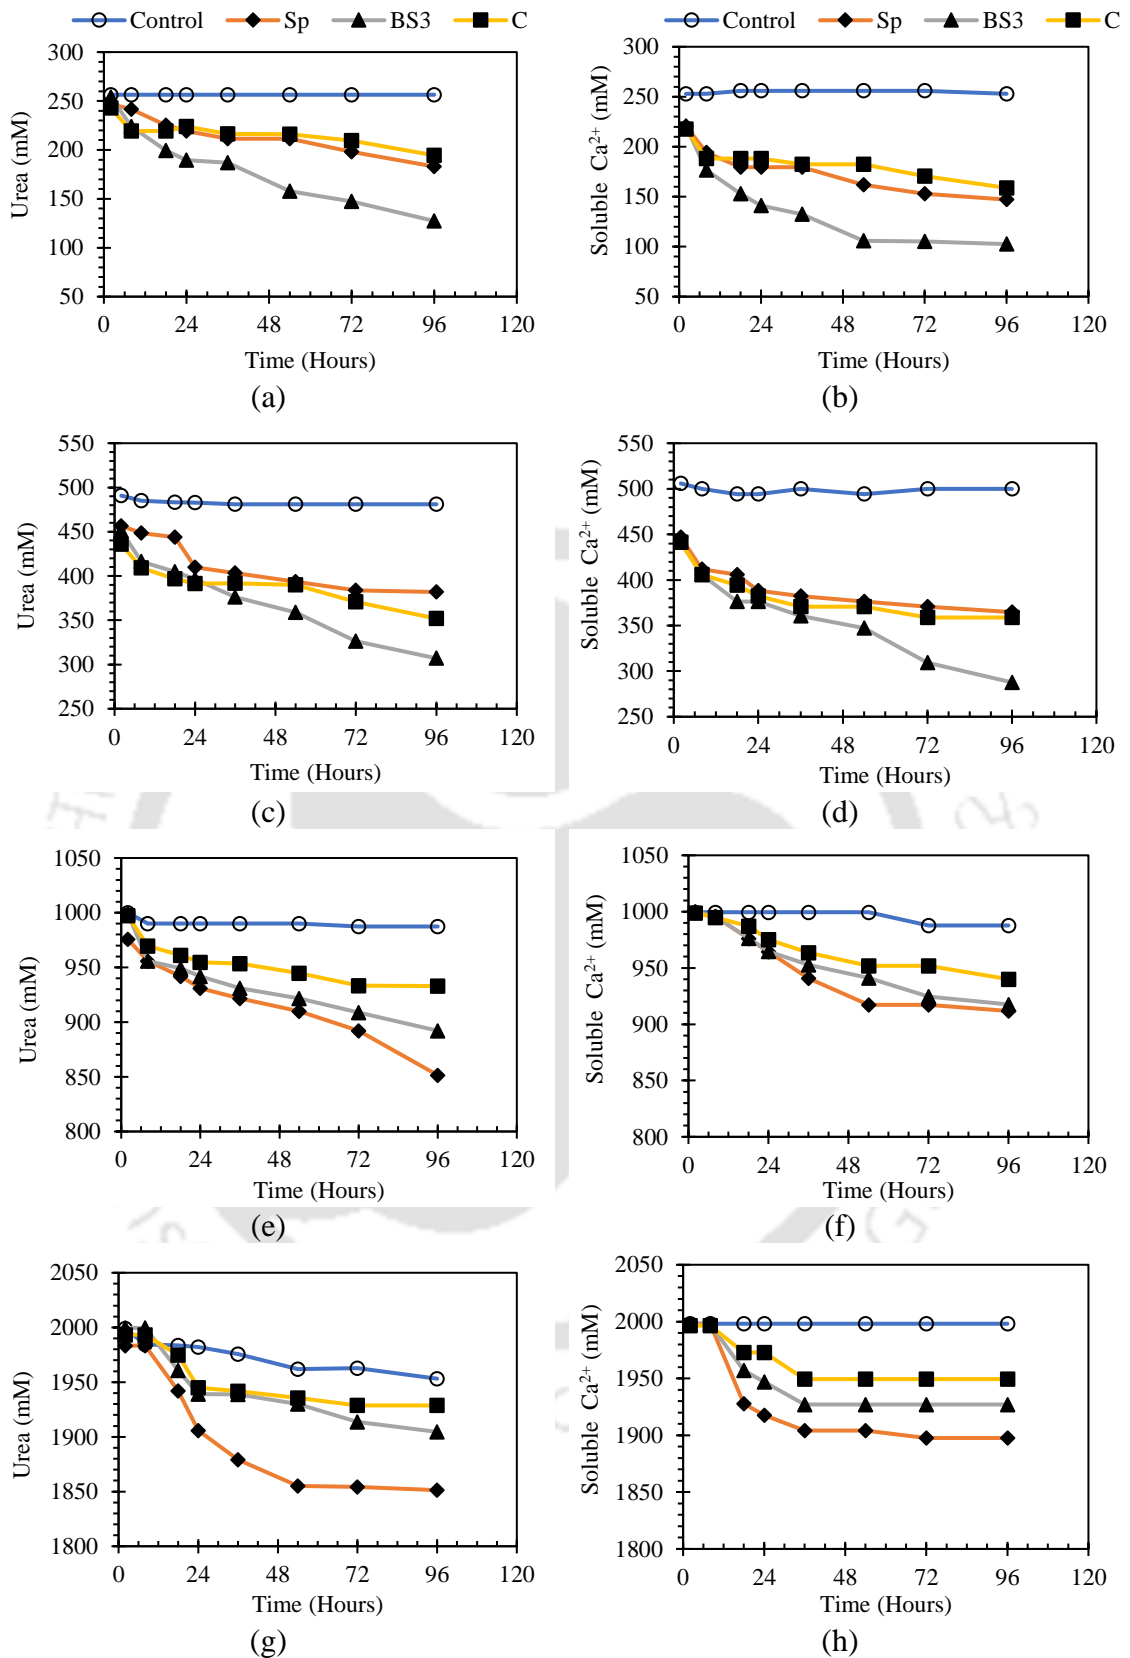 Control Sp BS3 C Control Sp BS3 C
300 250 200 150 100 50
Urea (mM)
0 24 48 72 96 120
Time (Hours)
(a)
300 250 200 150 100 50
Soluble Ca²⁺ (mM)
0 24 48 72 96 120
Time (Hours)
(b)
550 500 450 400 350 300 250
Urea (mM)
0 24 48 72 96 120
Time (Hours)
(c)
550 500 450 400 350 300 250
Soluble Ca²⁺ (mM)
0 24 48 72 96 120
Time (Hours)
(d)
1050 1000 950 900 850 800
Urea (mM)
0 24 48 72 96 120
Time (Hours)
(e)
1050 1000 950 900 850 800
Soluble Ca²⁺ (mM)
0 24 48 72 96 120
Time (Hours)
(f)
2050 2000 1950 1900 1850 1800
Urea (mM)
0 24 48 72 96 120
Time (Hours)
(g)
2050 2000 1950 1900 1850 1800
Soluble Ca²⁺ (mM)
0 24 48 72 96 120
Time (Hours)
(h)